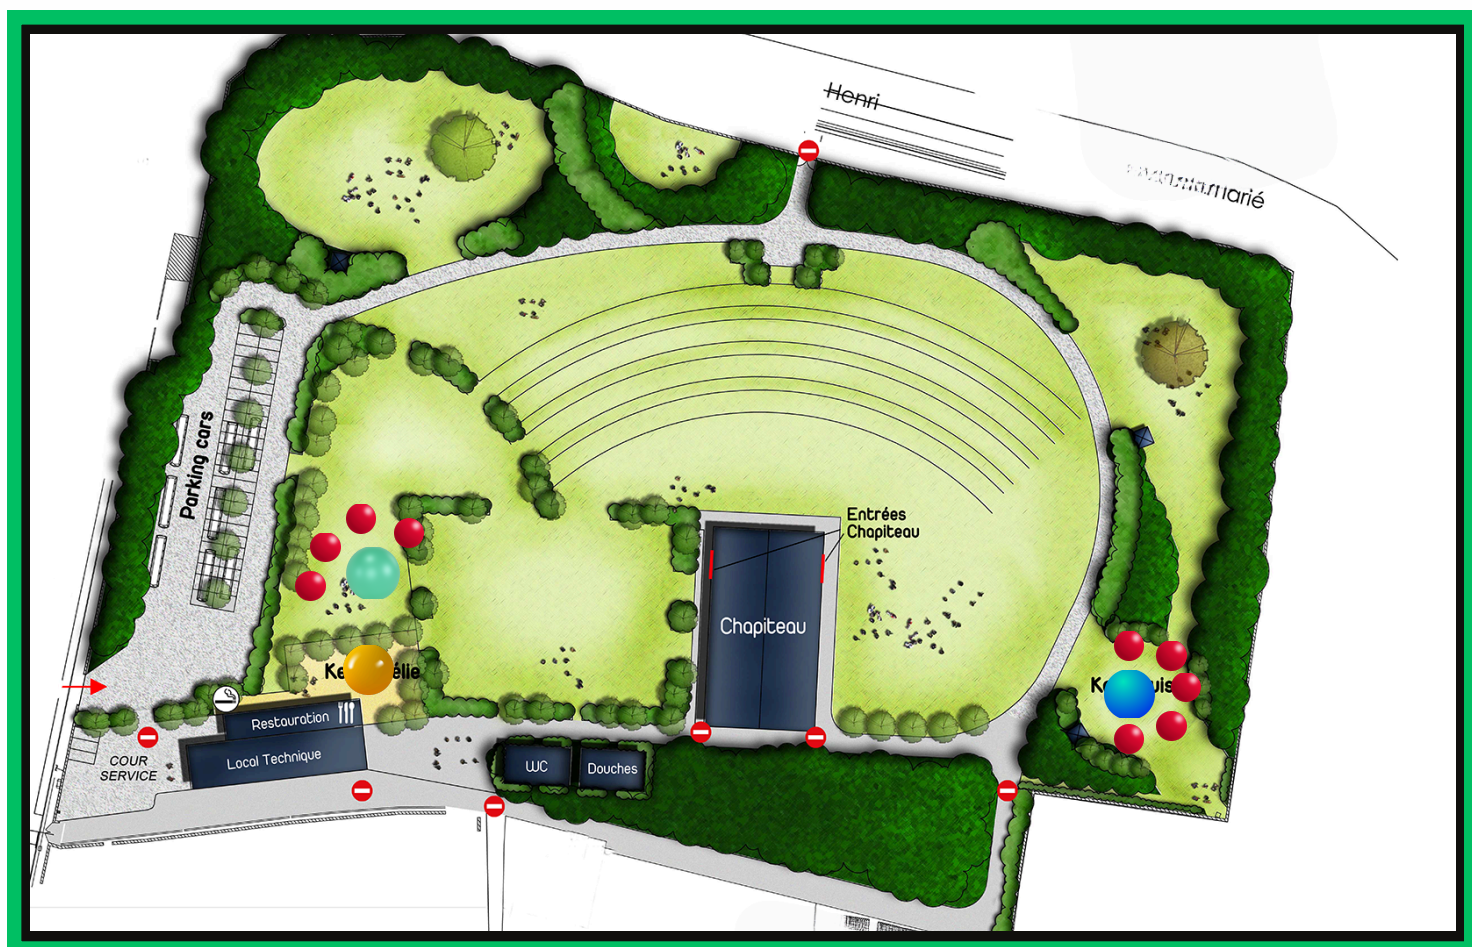 Henri
Parking cars
Entrées
Chapiteau
Chapiteau
Restauration
Local Technique
COUR
SERVICE
WC
Douches